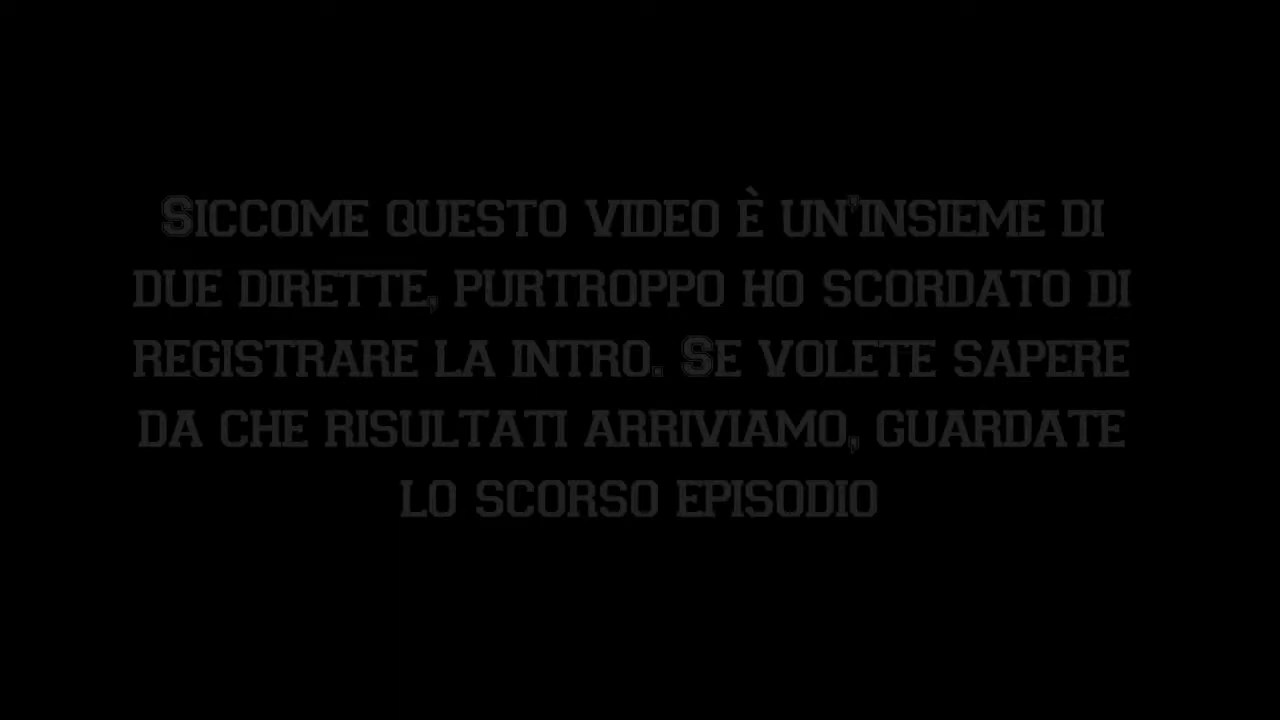 Siccome questo video è un'insieme di
due dirette, purtroppo ho scordato di
registrare la intro. Se volete sapere
da che risultati arriviamo, guardate
lo scorso episodio